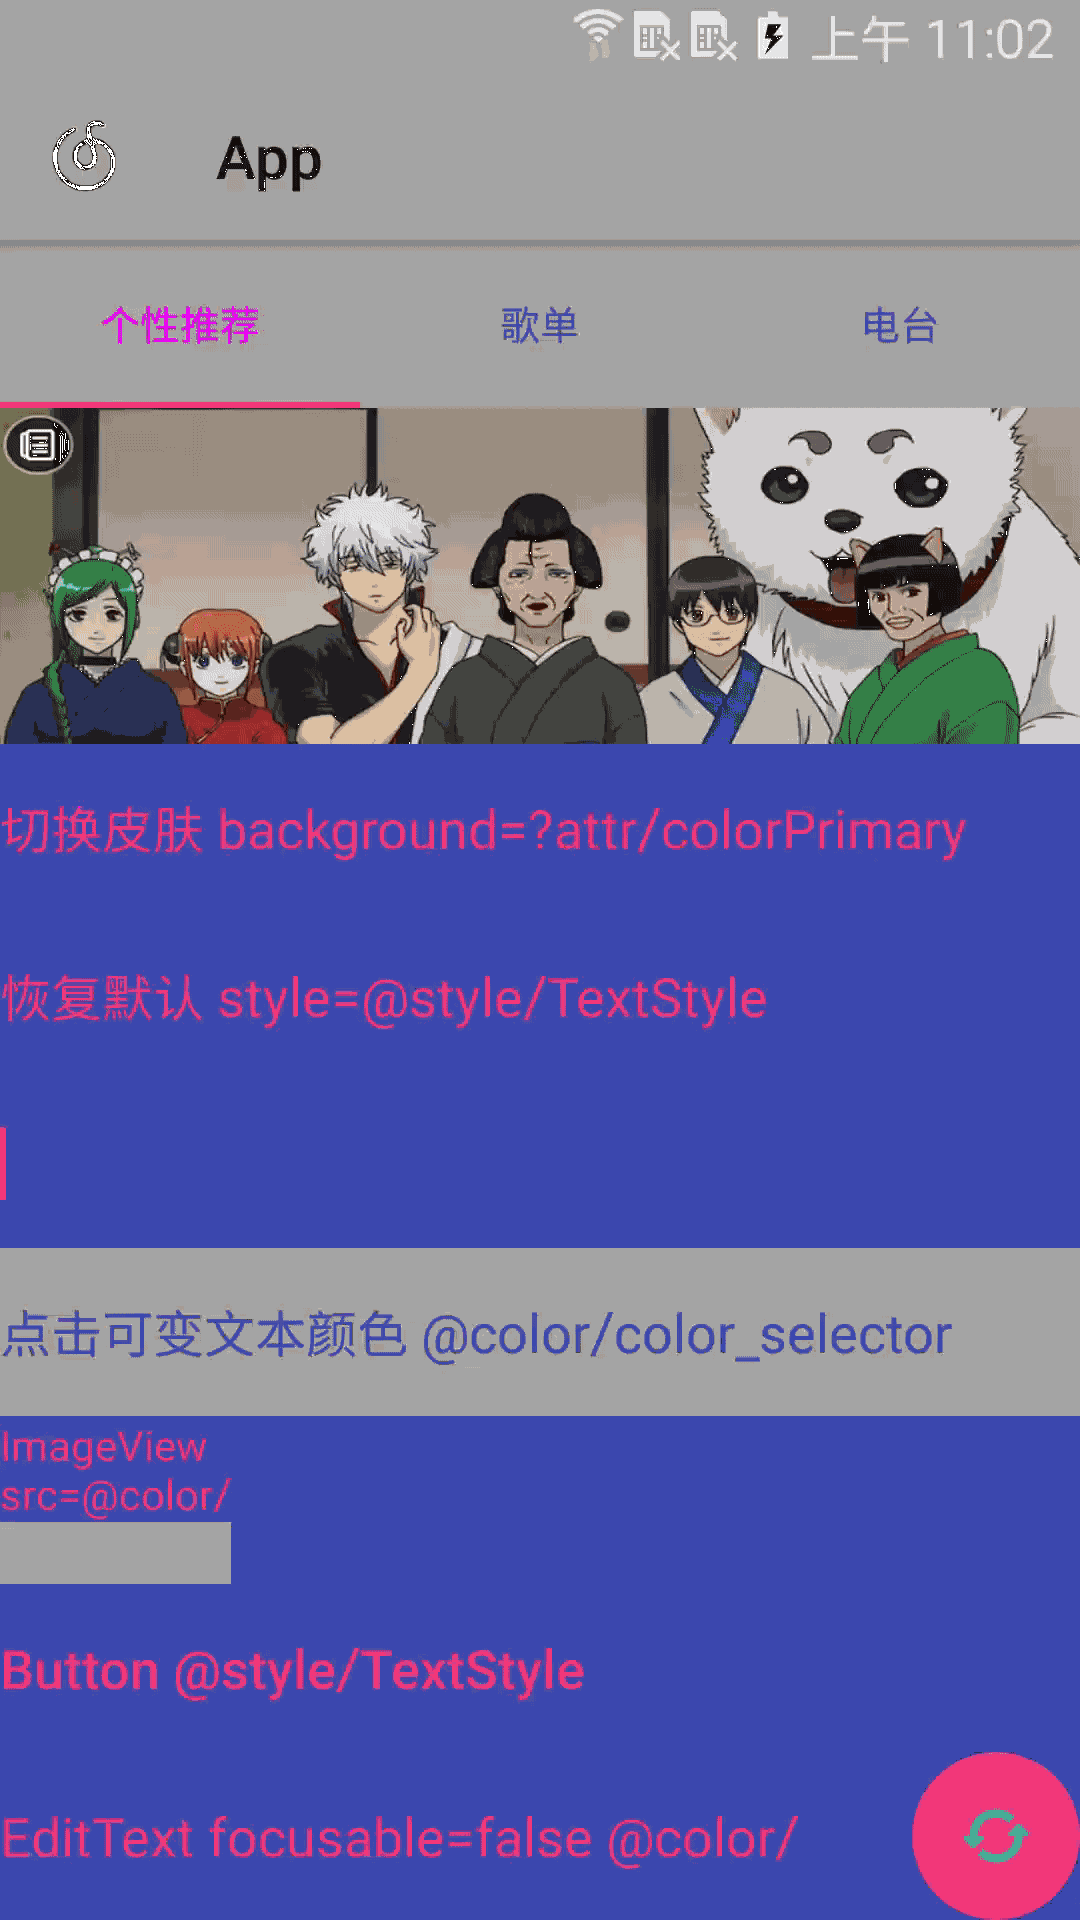 上午 11:02
App
个性推荐 歌单 电台
切换皮肤 background=?attr/colorPrimary
恢复默认 style=@style/TextStyle
点击可变文本颜色 @color/color_selector
ImageView
src=@color/
Button @style/TextStyle
EditText focusable=false @color/